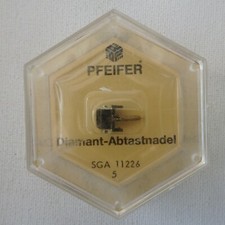 PFEIFER®
Diamant-Abtastnadel
SGA 11226
5